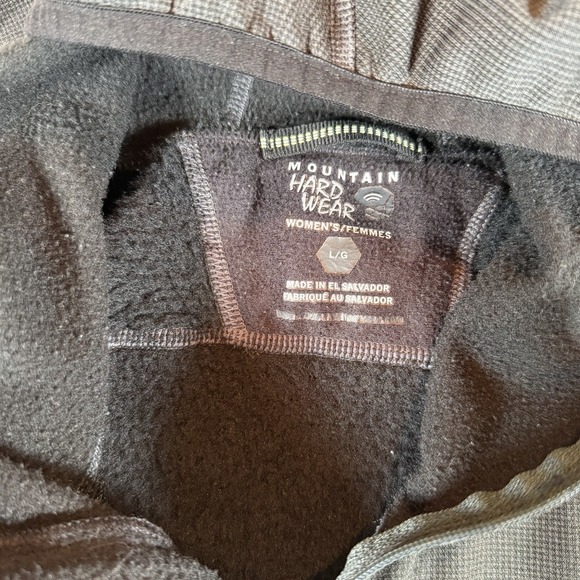 MOUNTAIN
HARD
WEAR
WOMEN'S/FEMMES
L/G
MADE IN EL SALVADOR
FABRIQUÉ AU SALVADOR